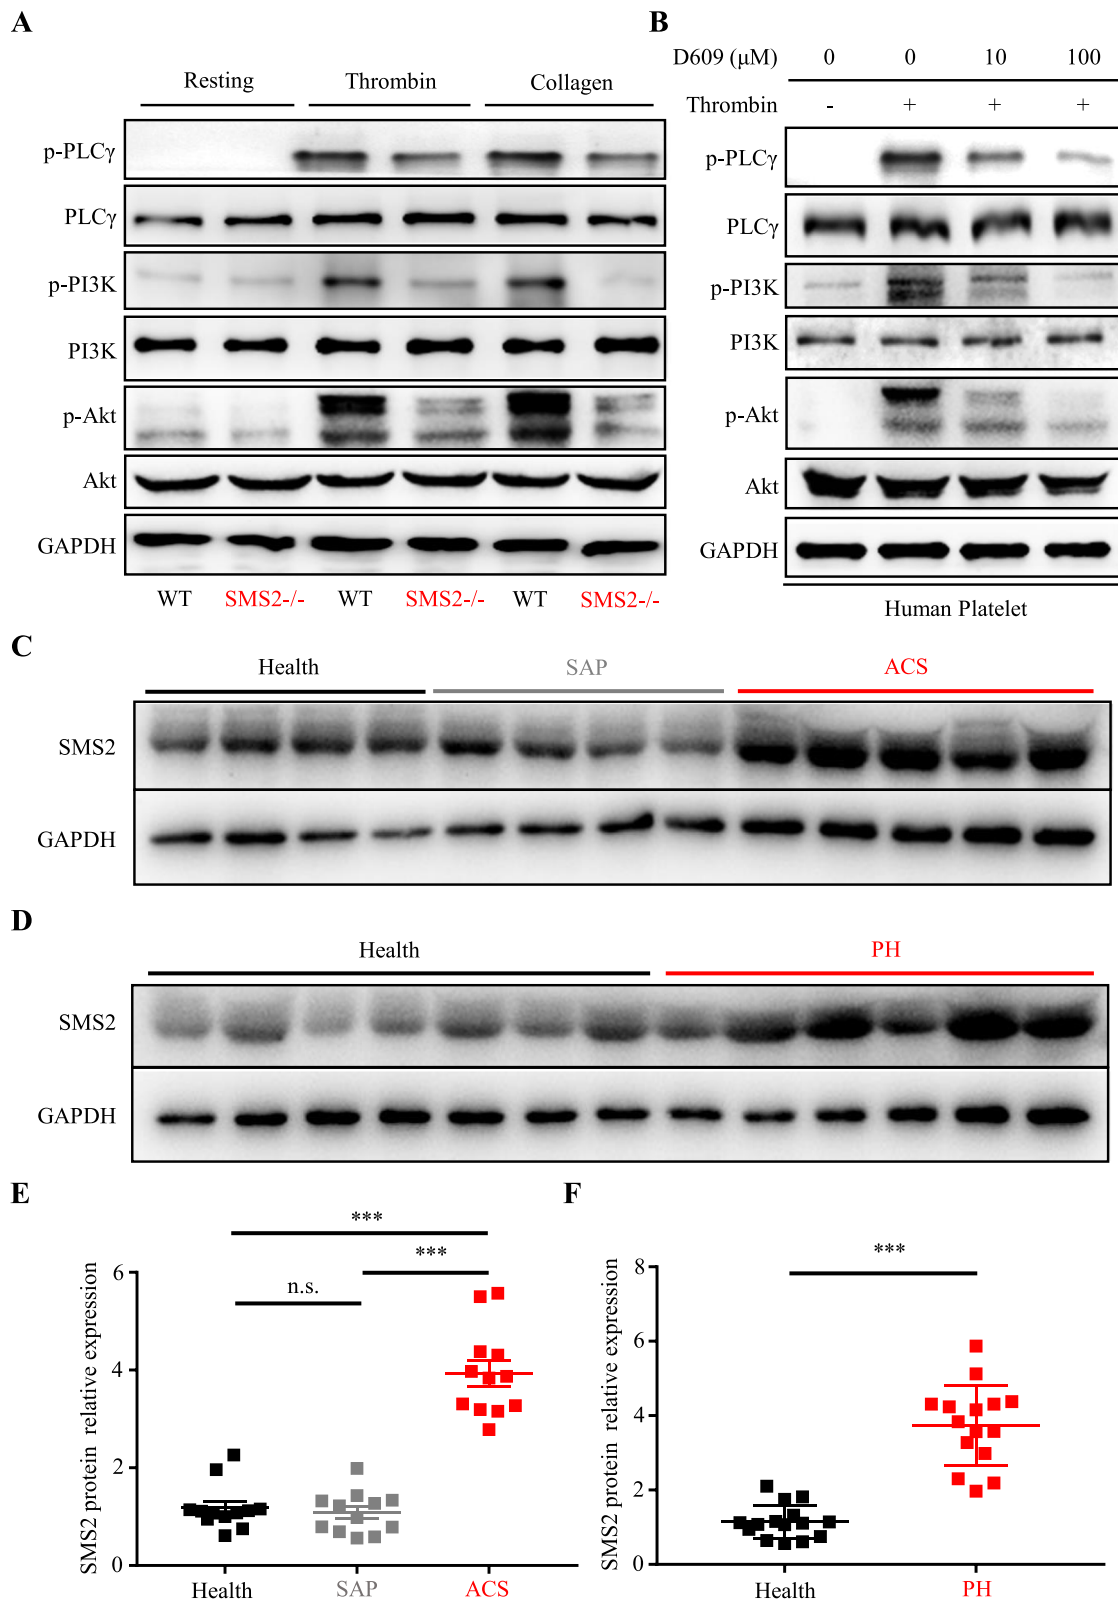 A
Resting Thrombin Collagen
p-PLCγ
PLCγ
p-PI3K
PI3K
p-Akt
Akt
GAPDH
WT SMS2-/- WT SMS2-/- WT SMS2-/-
B
D609 (μM) 0 0 10 100
Thrombin - + + +
p-PLCγ
PLCγ
p-PI3K
PI3K
p-Akt
Akt
GAPDH
Human Platelet
C
Health SAP ACS
SMS2
GAPDH
D
Health PH
SMS2
GAPDH
E
SMS2 protein relative expression
***
***
n.s.
6
4
2
0
Health SAP ACS
F
SMS2 protein relative expression
***
8
6
4
2
0
Health PH